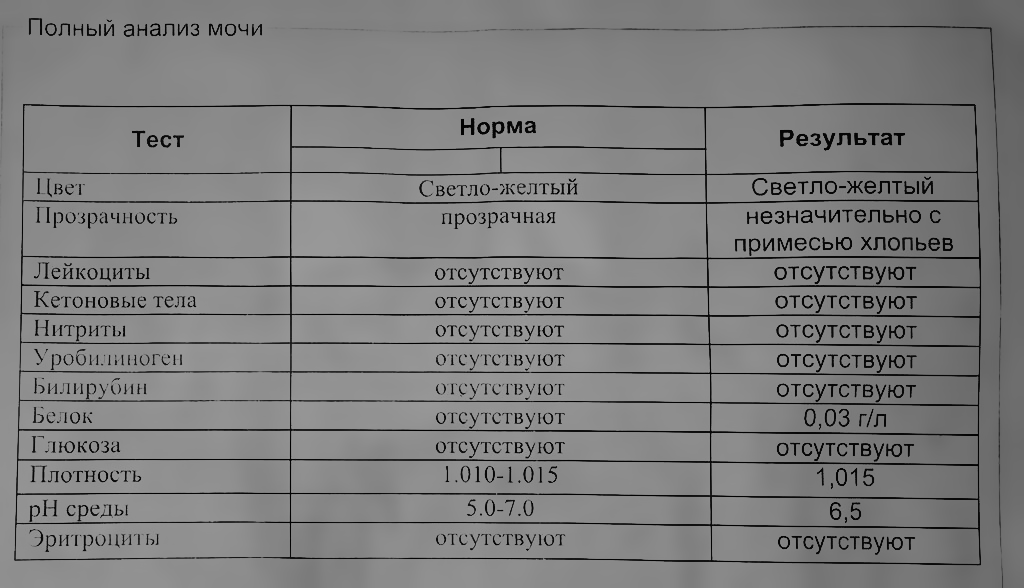 Полный анализ мочи
Тест Норма Результат
Цвет Светло-желтый Светло-желтый
Прозрачность прозрачная незначительно с
примесью хлопьев
Лейкоциты отсутствуют отсутствуют
Кетоновые тела отсутствуют отсутствуют
Нитриты отсутствуют отсутствуют
Уробилиноген отсутствуют отсутствуют
Билирубин отсутствуют отсутствуют
Белок отсутствуют 0,03 г/л
Глюкоза отсутствуют отсутствуют
Плотность 1.010-1.015 1,015
pH среды 5.0-7.0 6,5
Эритроциты отсутствуют отсутствуют